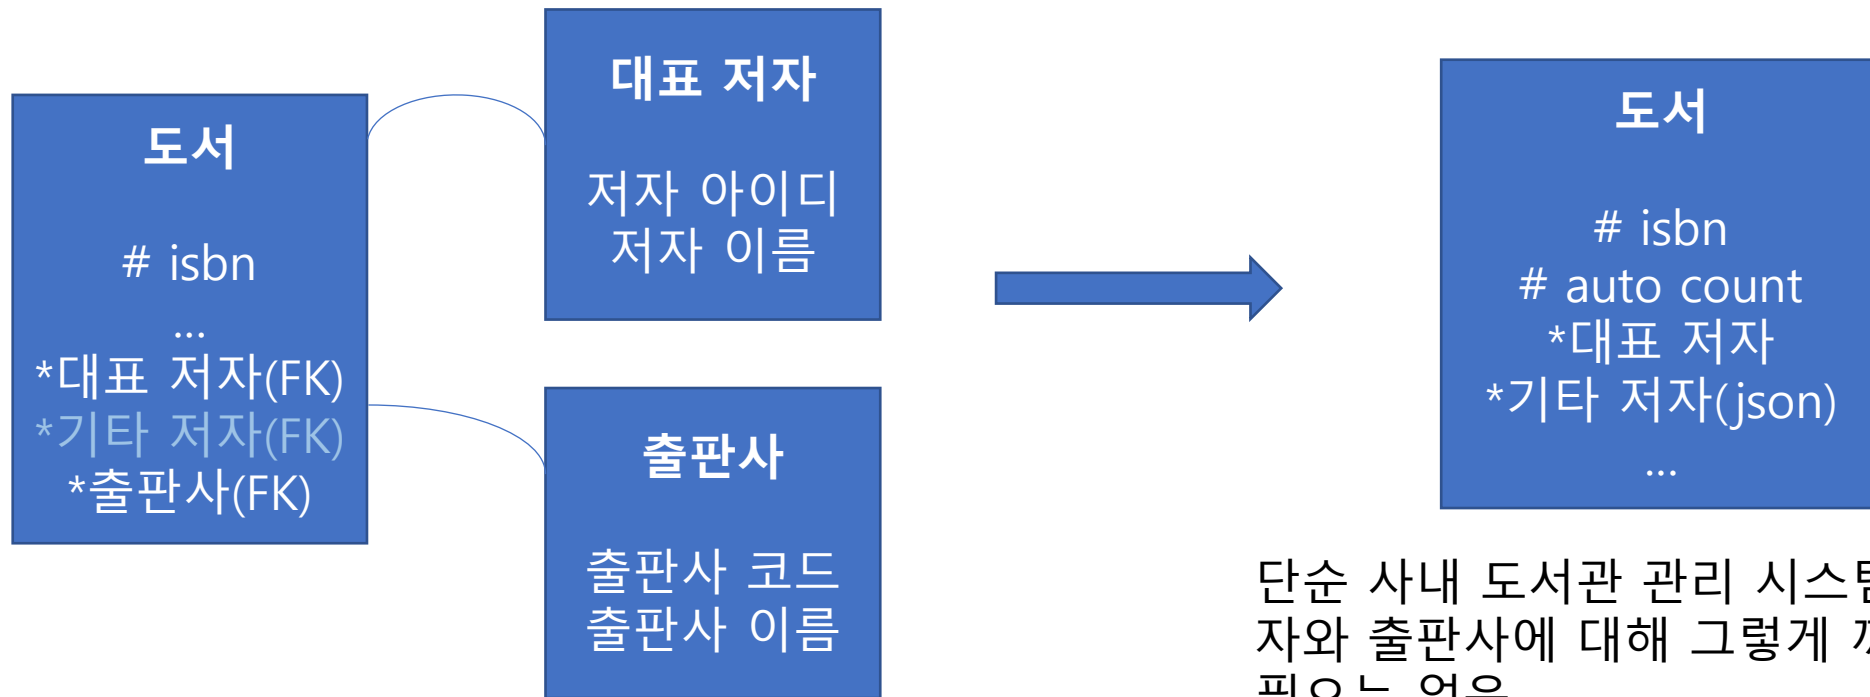 도서
# isbn
...
*대표 저자(FK)
*기타 저자(FK)
*출판사(FK)
대표 저자
저자 아이디
저자 이름
출판사
출판사 코드
출판사 이름
도서
# isbn
# auto count
*대표 저자
*기타 저자(json)
...
단순 사내 도서관 관리
자와 출판사에 대해 그렇게